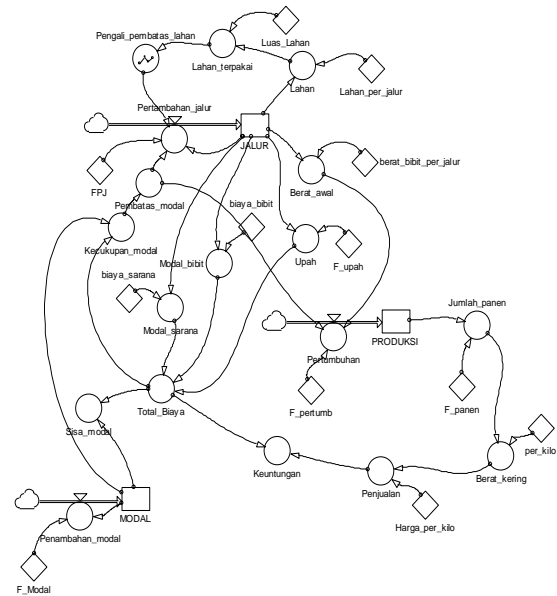 Pengali_pembatas_lahan
Luas_Lahan
Lahan_terpakai
Lahan
Lahan_per_jalur
Pertambahan_jalur
JALUR
FPJ
berat_bibit_per_jalur
Berat_awal
Pembatas_modal
biaya_bibit
Kecukupan_modal
Upah
F_upah
Modal_bibit
biaya_sarana
Modal_sarana
Jumlah_panen
PRODUKSI
Pertumbuhan
F_pertumb
F_panen
Total_Biaya
Sisa_modal
per_kilo
Keuntungan
Berat_kering
Penjualan
Harga_per_kilo
MODAL
Penambahan_modal
F_Modal